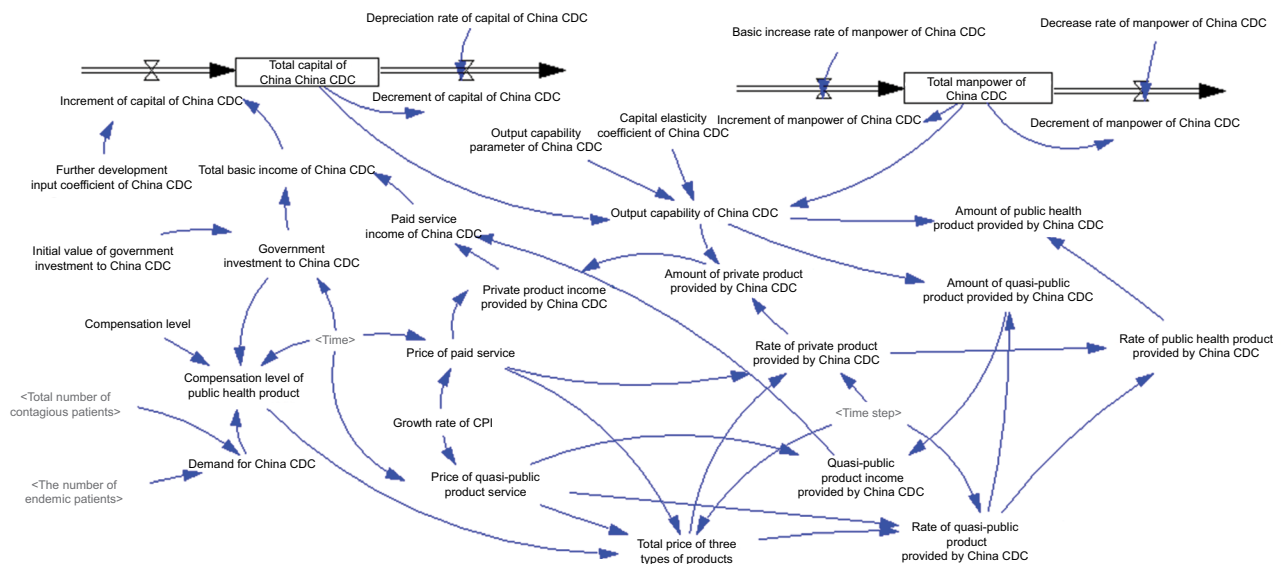 Depreciation rate of capital of China CDC
Total capital of
China China CDC
Increment of capital of China CDC
Decrement of capital of China CDC
Basic increase rate of manpower of China CDC
Decrease rate of manpower of China CDC
Total manpower of
China CDC
Increment of manpower of China CDC
Decrement of manpower of China CDC
Output capability
parameter of China CDC
Capital elasticity
coefficient of China CDC
Further development
input coefficient of China CDC
Total basic income of China CDC
Paid service
income of China CDC
Output capability of China CDC
Amount of public health
product provided by China CDC
Initial value of government
investment to China CDC
Government
investment to China CDC
Private product income
provided by China CDC
Amount of private product
provided by China CDC
Amount of quasi-public
product provided by China CDC
Compensation level
<Time>
Price of paid service
Rate of private product
provided by China CDC
Rate of public health product
provided by China CDC
Compensation level of
public health product
<Total number of
contagious patients>
Growth rate of CPI
<Time step>
Demand for China CDC
<The number of
endemic patients>
Price of quasi-public
product service
Quasi-public
product income
provided by China CDC
Total price of three
types of products
Rate of quasi-public
product
provided by China CDC